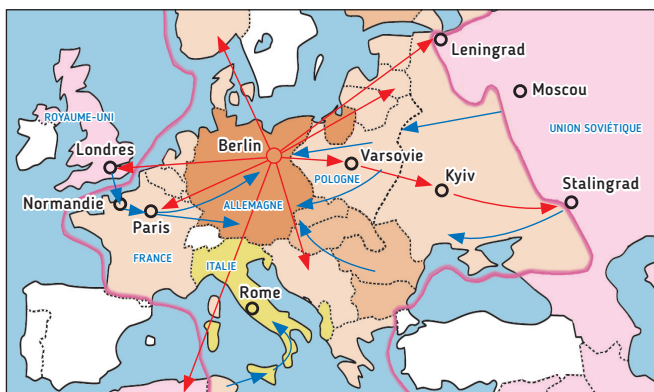 Leningrad
Moscou
ROYAUME-UNI
UNION SOVIÉTIQUE
Londres
Berlin
Varsovie
POLOGNE
Kyiv
Stalingrad
Normandie
Paris
ALLEMAGNE
FRANCE
ITALIE
Rome